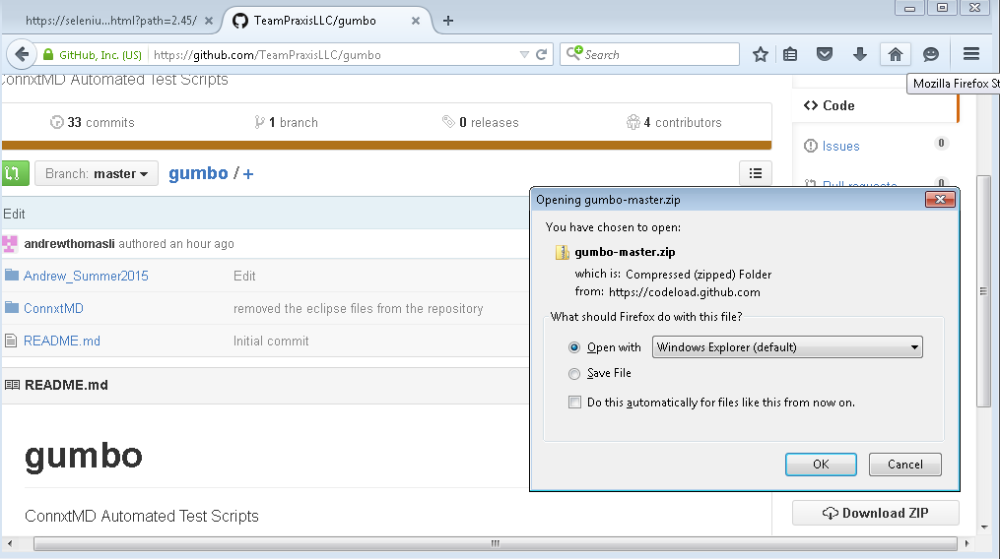 https://seleniu...html?path=2.45/
TeamPraxisLLC/gumbo
GitHub, Inc. (US)
https://github.com/TeamPraxisLLC/gumbo
Search
Mozilla Firefox St
ConnxtMD Automated Test Scripts
33 commits
1 branch
0 releases
4 contributors
Code
Issues
0
Pull requests
0
Branch: master
gumbo / +
Edit
andrewthomasli authored an hour ago
Andrew_Summer2015 Edit
ConnxtMD removed the eclipse files from the repository
README.md Initial commit
README.md
gumbo
ConnxtMD Automated Test Scripts
Opening gumbo-master.zip
You have chosen to open:
gumbo-master.zip
which is: Compressed (zipped) Folder
from: https://codeload.github.com
What should Firefox do with this file?
Open with Windows Explorer (default)
Save File
Do this automatically for files like this from now on.
OK Cancel
Download ZIP